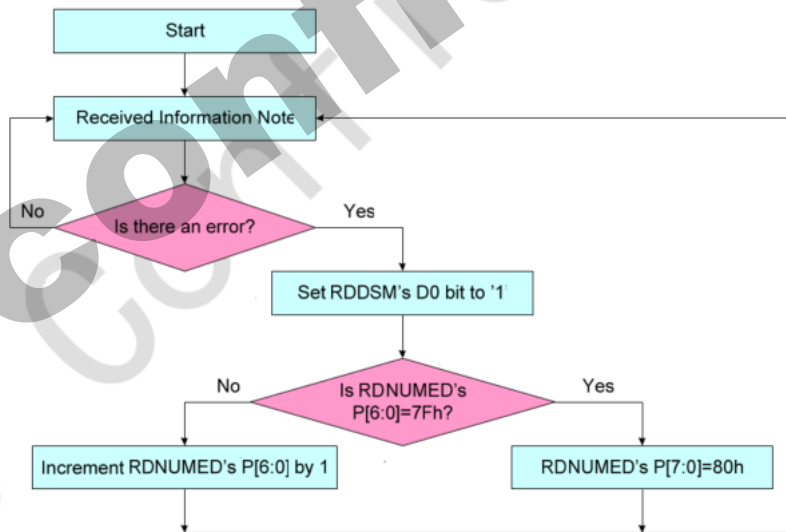 Start
Received Information Note
No
Is there an error?
Yes
Set RDDSM's D0 bit to '1'
No
Is RDNUMED's
P[6:0]=7Fh?
Yes
Increment RDNUMED's P[6:0] by 1
RDNUMED's P[7:0]=80h